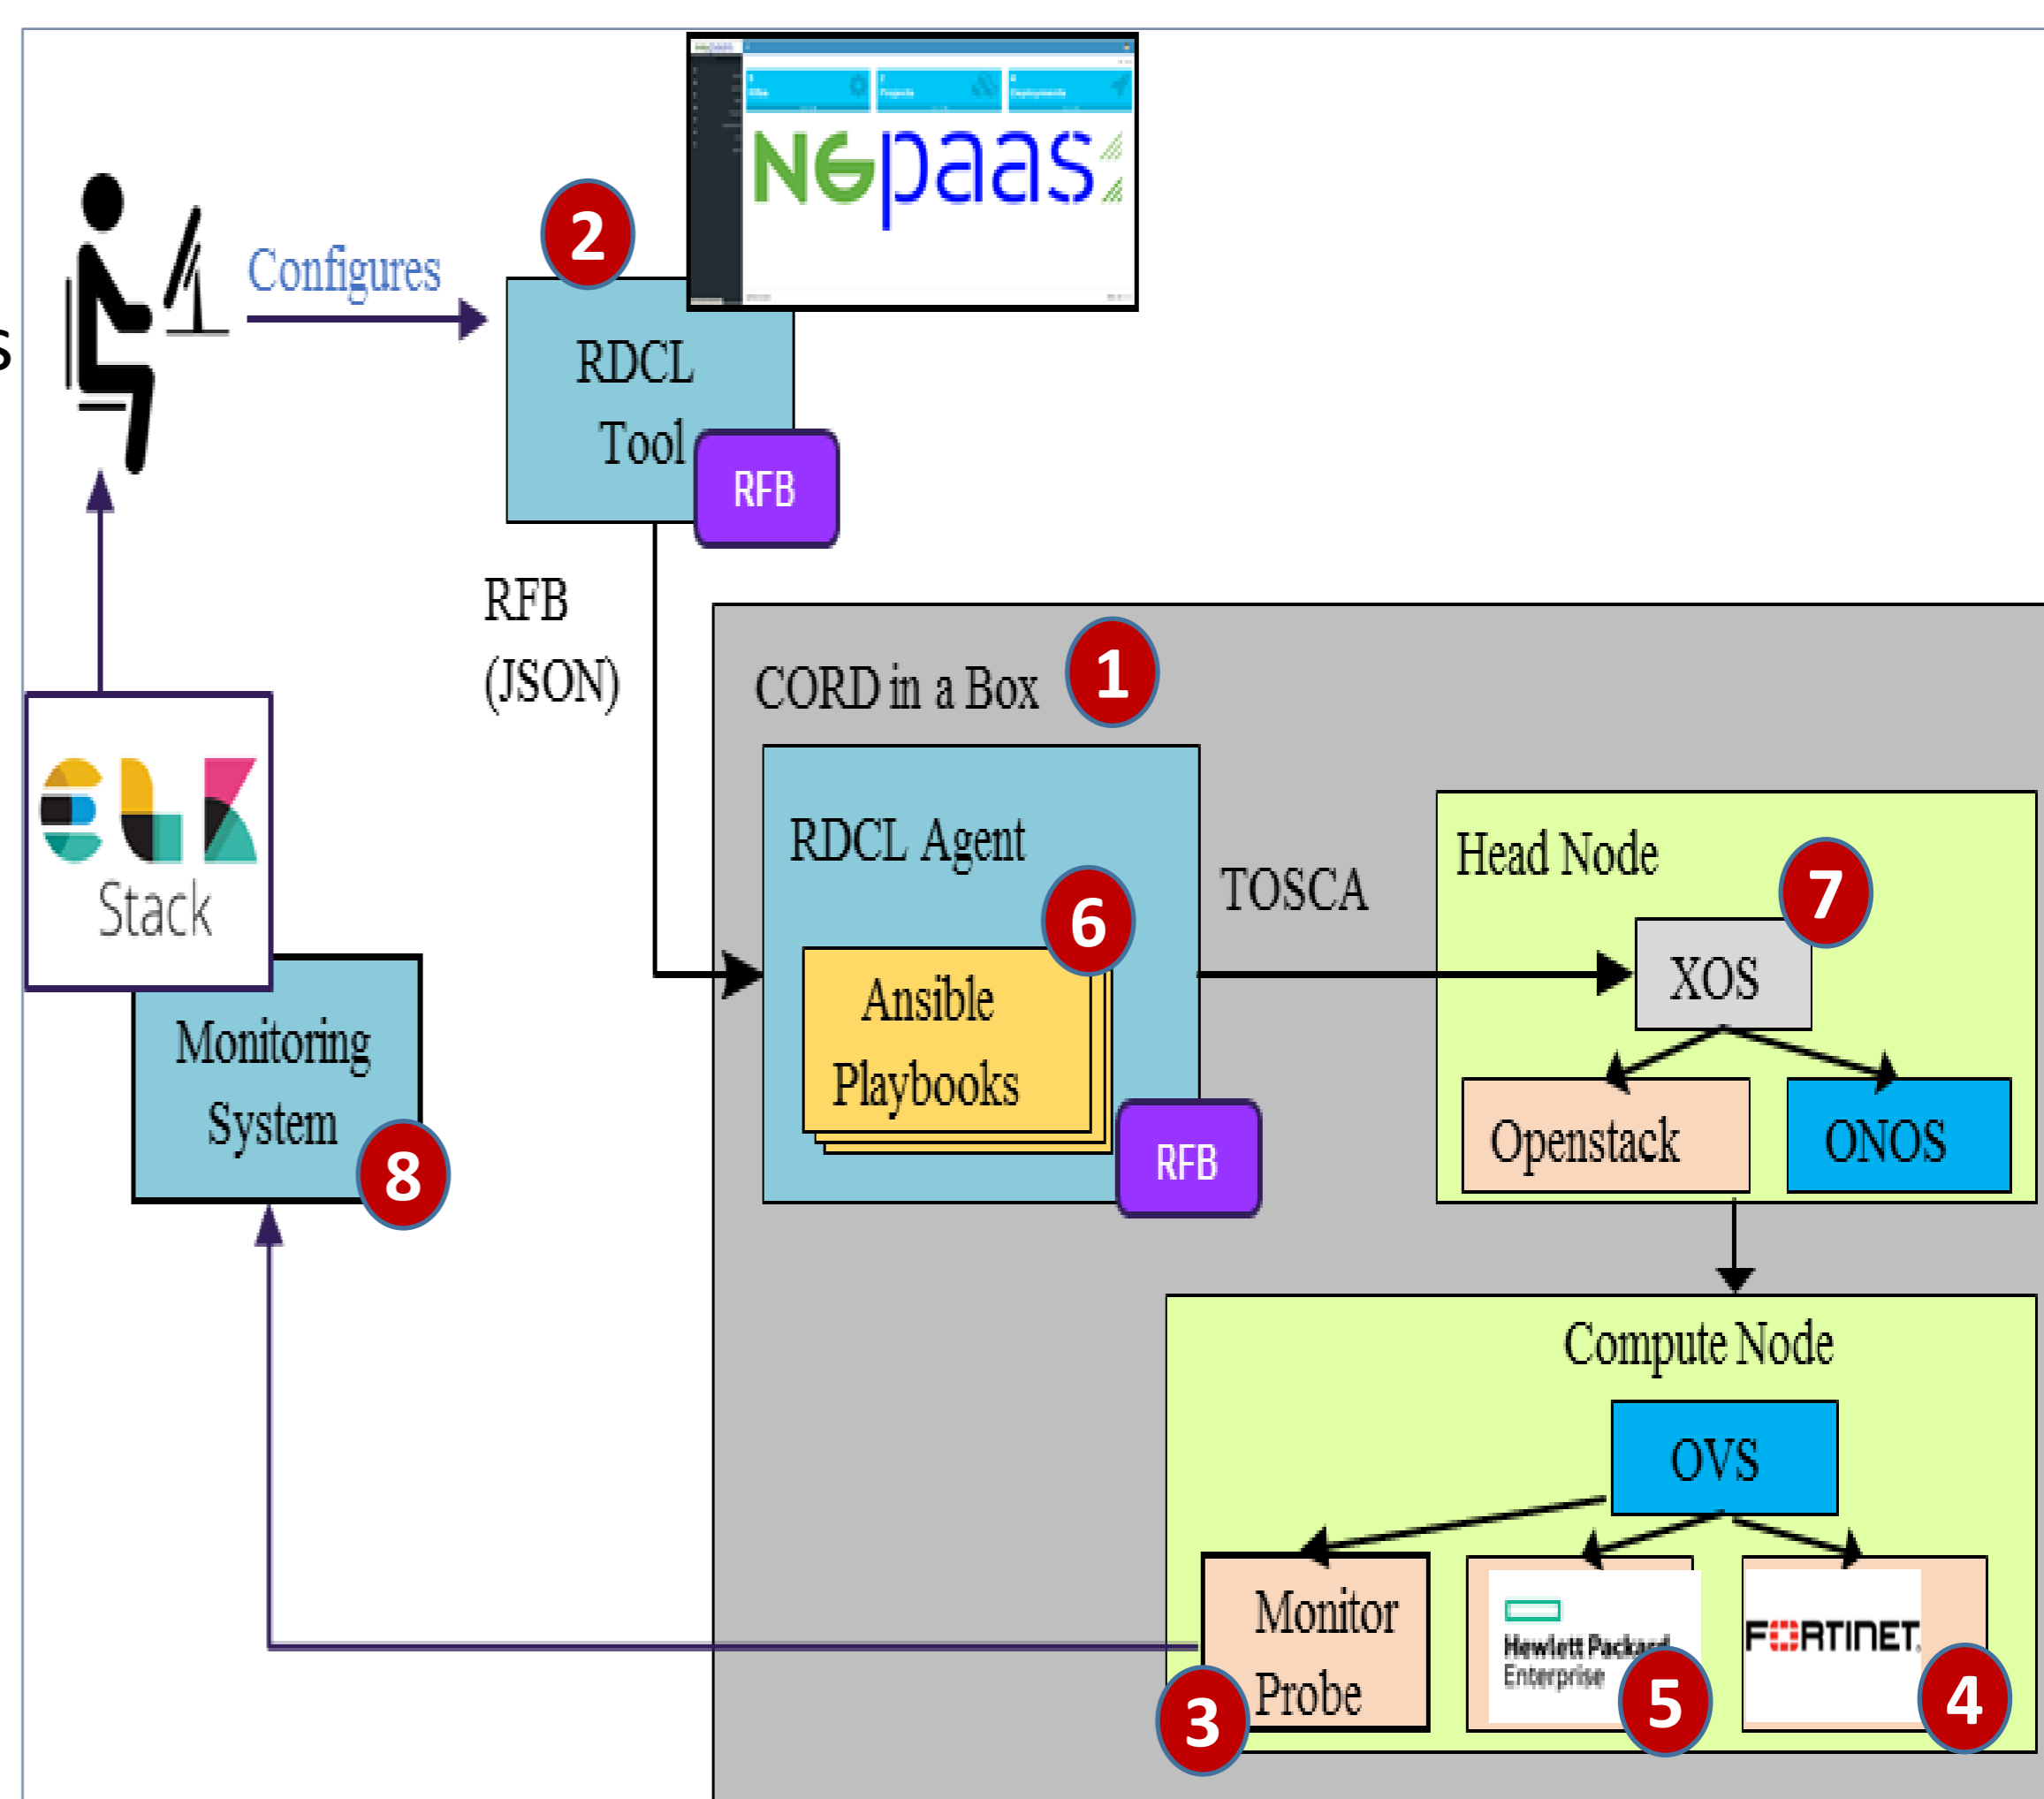 NGpaas
2
Configures
s
RDCL
Tool
RFB
RFB
(JSON)
CORD in a Box
1
ELK
Stack
RDCL Agent
6
Ansible
Playbooks
RFB
TOSCA
Head Node
7
XOS
Openstack
ONOS
Monitoring
System
8
Compute Node
OVS
Monitor
Probe
3
Hewlett Packard
Enterprise
5
FORTINET
4